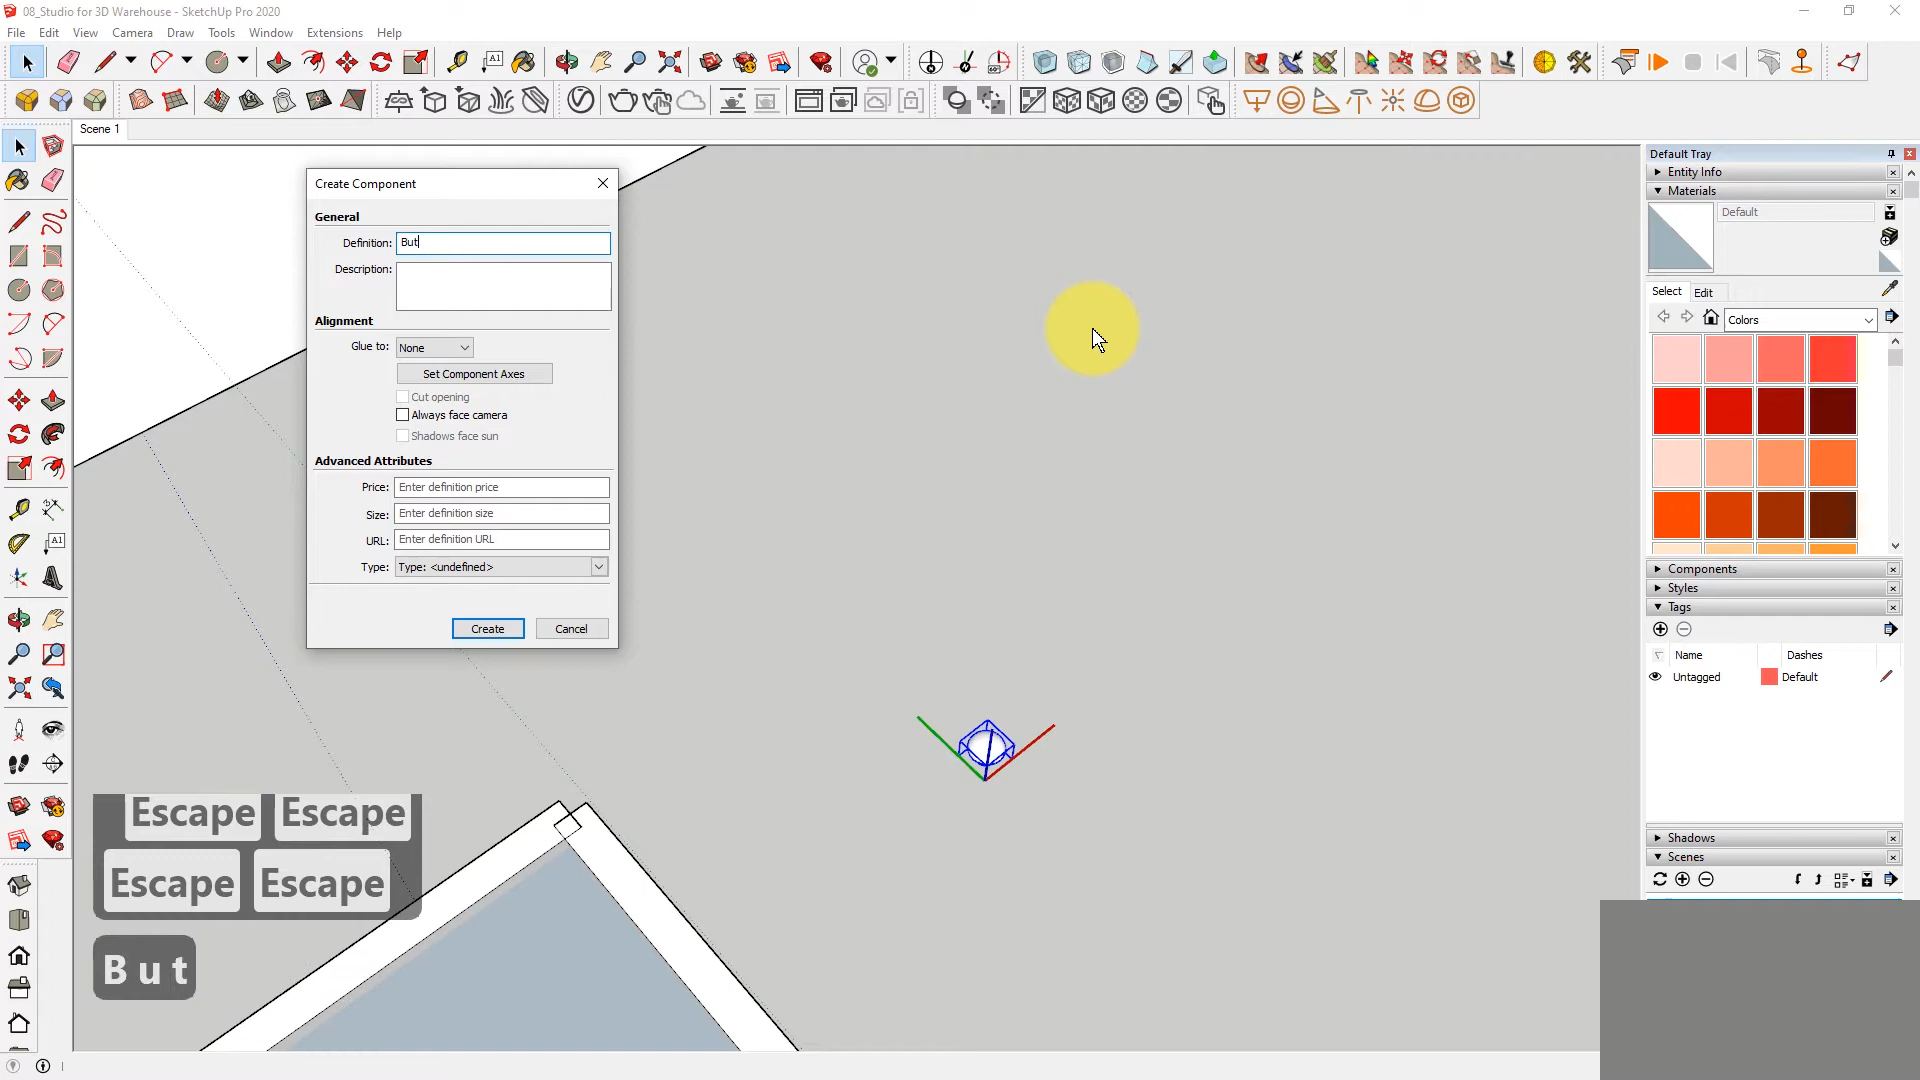 08_Studio for 3D Warehouse - SketchUp Pro 2020
File Edit View Camera Draw Tools Window Extensions Help
Scene 1
Create Component
General
Definition: But
Description:
Alignment
Glue to: None
Set Component Axes
Cut opening
Always face camera
Shadows face sun
Advanced Attributes
Price: Enter definition price
Size: Enter definition size
URL: Enter definition URL
Type: Type: <undefined>
Create Cancel
Default Tray
Entity Info
Materials
Default
Select Edit
Colors
Components
Styles
Tags
Name Dashes
Untagged Default
Shadows
Scenes
Escape Escape
Escape Escape
But